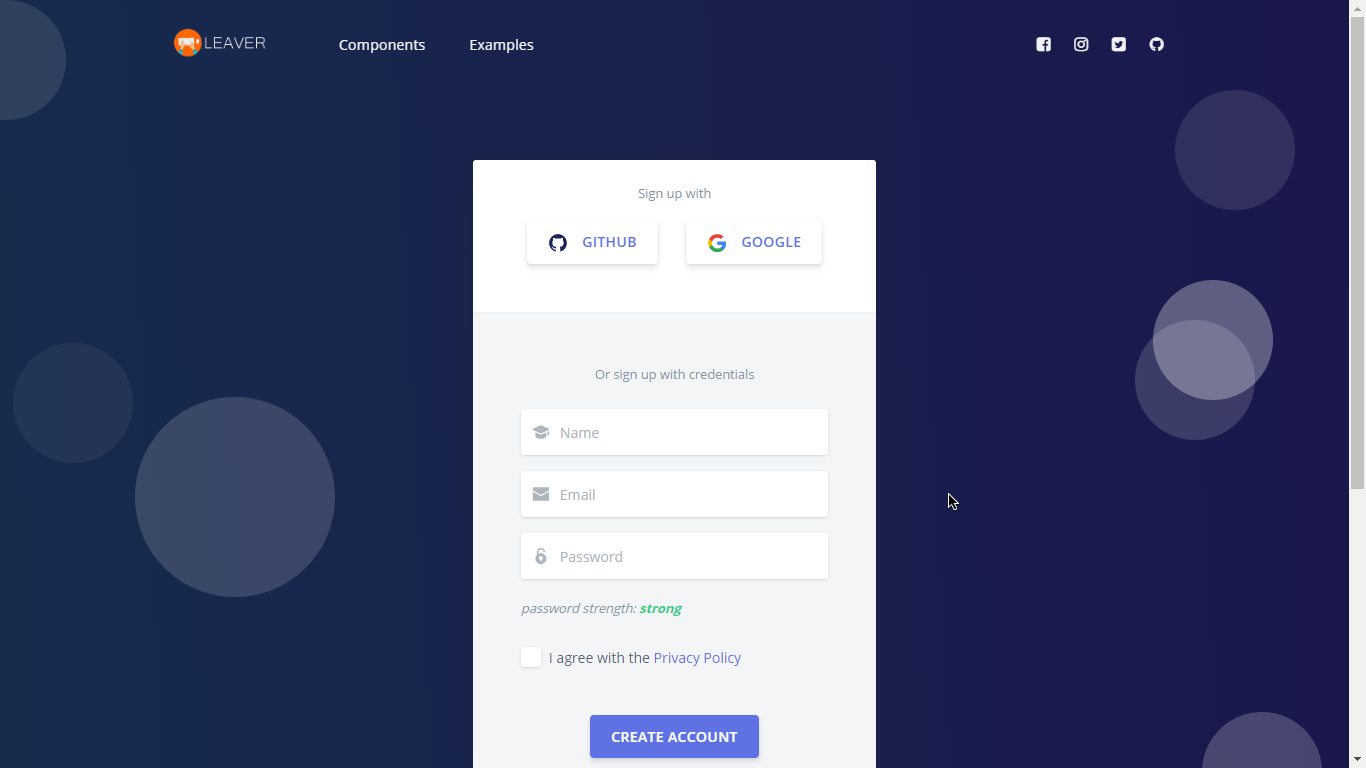 LEAVER Components Examples
Sign up with
GITHUB GOOGLE
Or sign up with credentials
Name
Email
Password
password strength: strong
I agree with the Privacy Policy
CREATE ACCOUNT